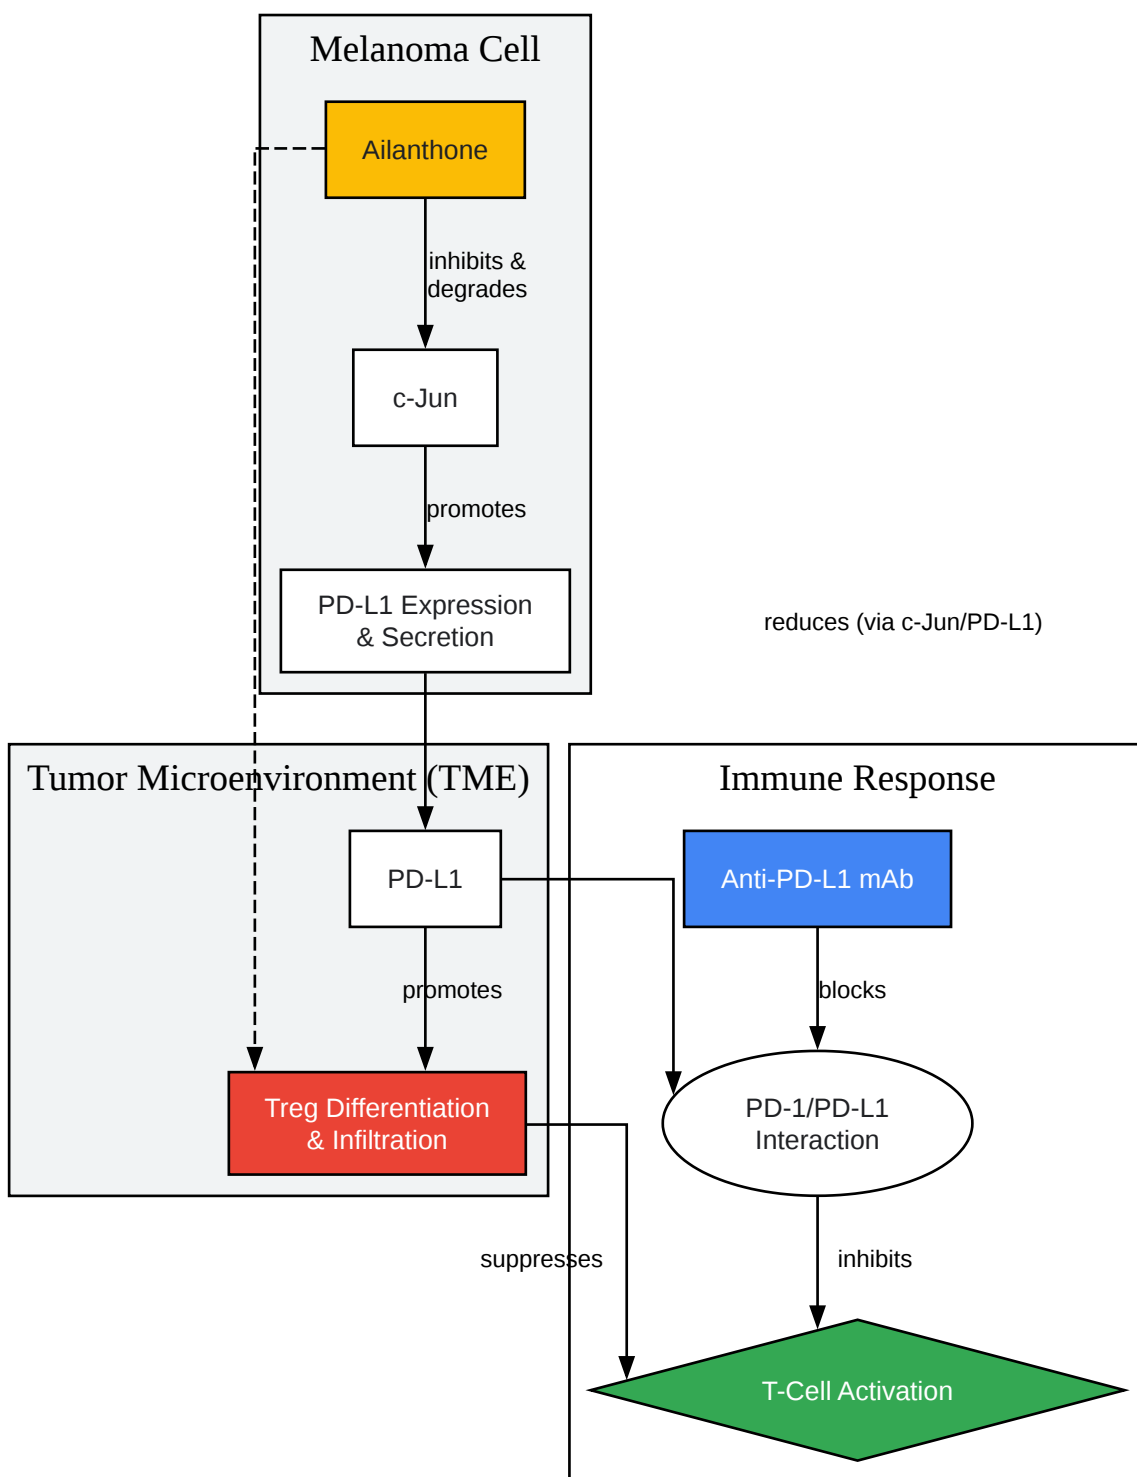 Melanoma Cell
Ailanthone
inhibits &
degrades
c-Jun
promotes
PD-L1 Expression
& Secretion
reduces (via c-Jun/PD-L1)
Tumor Microenvironment (TME)
Immune Response
PD-L1
Anti-PD-L1 mAb
promotes
blocks
Treg Differentiation
& Infiltration
PD-1/PD-L1
Interaction
suppresses
inhibits
T-Cell Activation